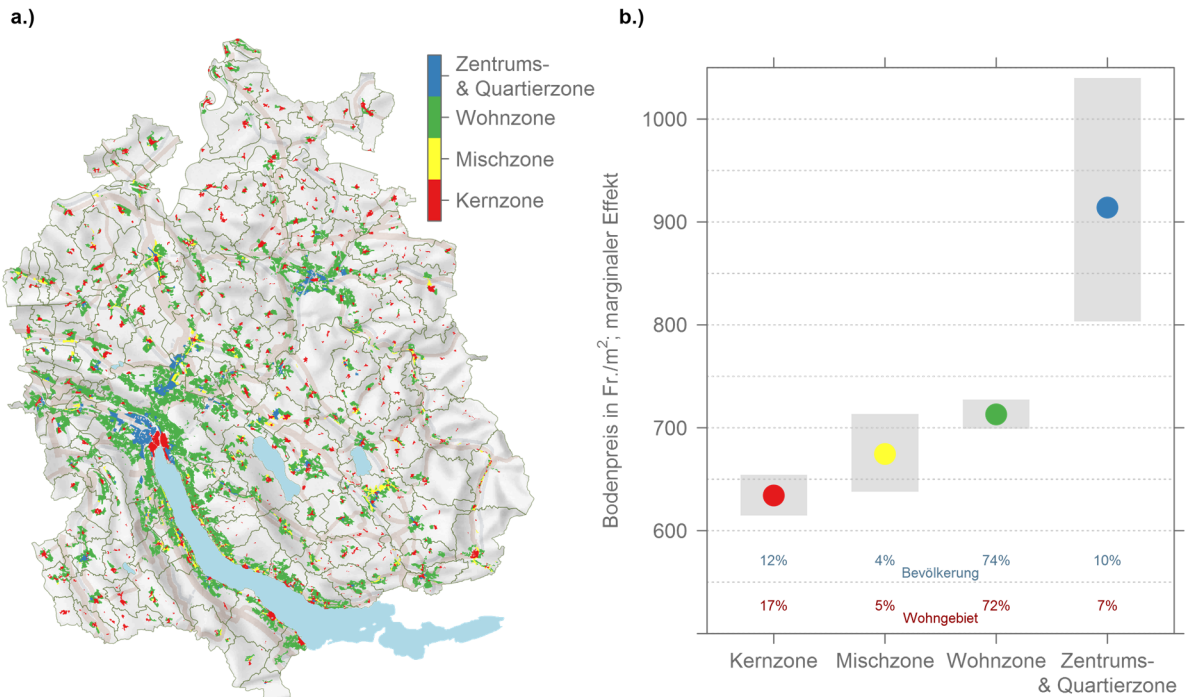 a.)
Zentrums-
& Quartierzone
Wohnzone
Mischzone
Kernzone
b.)
Bodenpreis in Fr./m²; marginaler Effekt
1000
900
800
700
600
12% 4% 74% 10%
Bevölkerung
17% 5% 72% 7%
Wohngebiet
Kernzone Mischzone Wohnzone Zentrums-
& Quartierzone